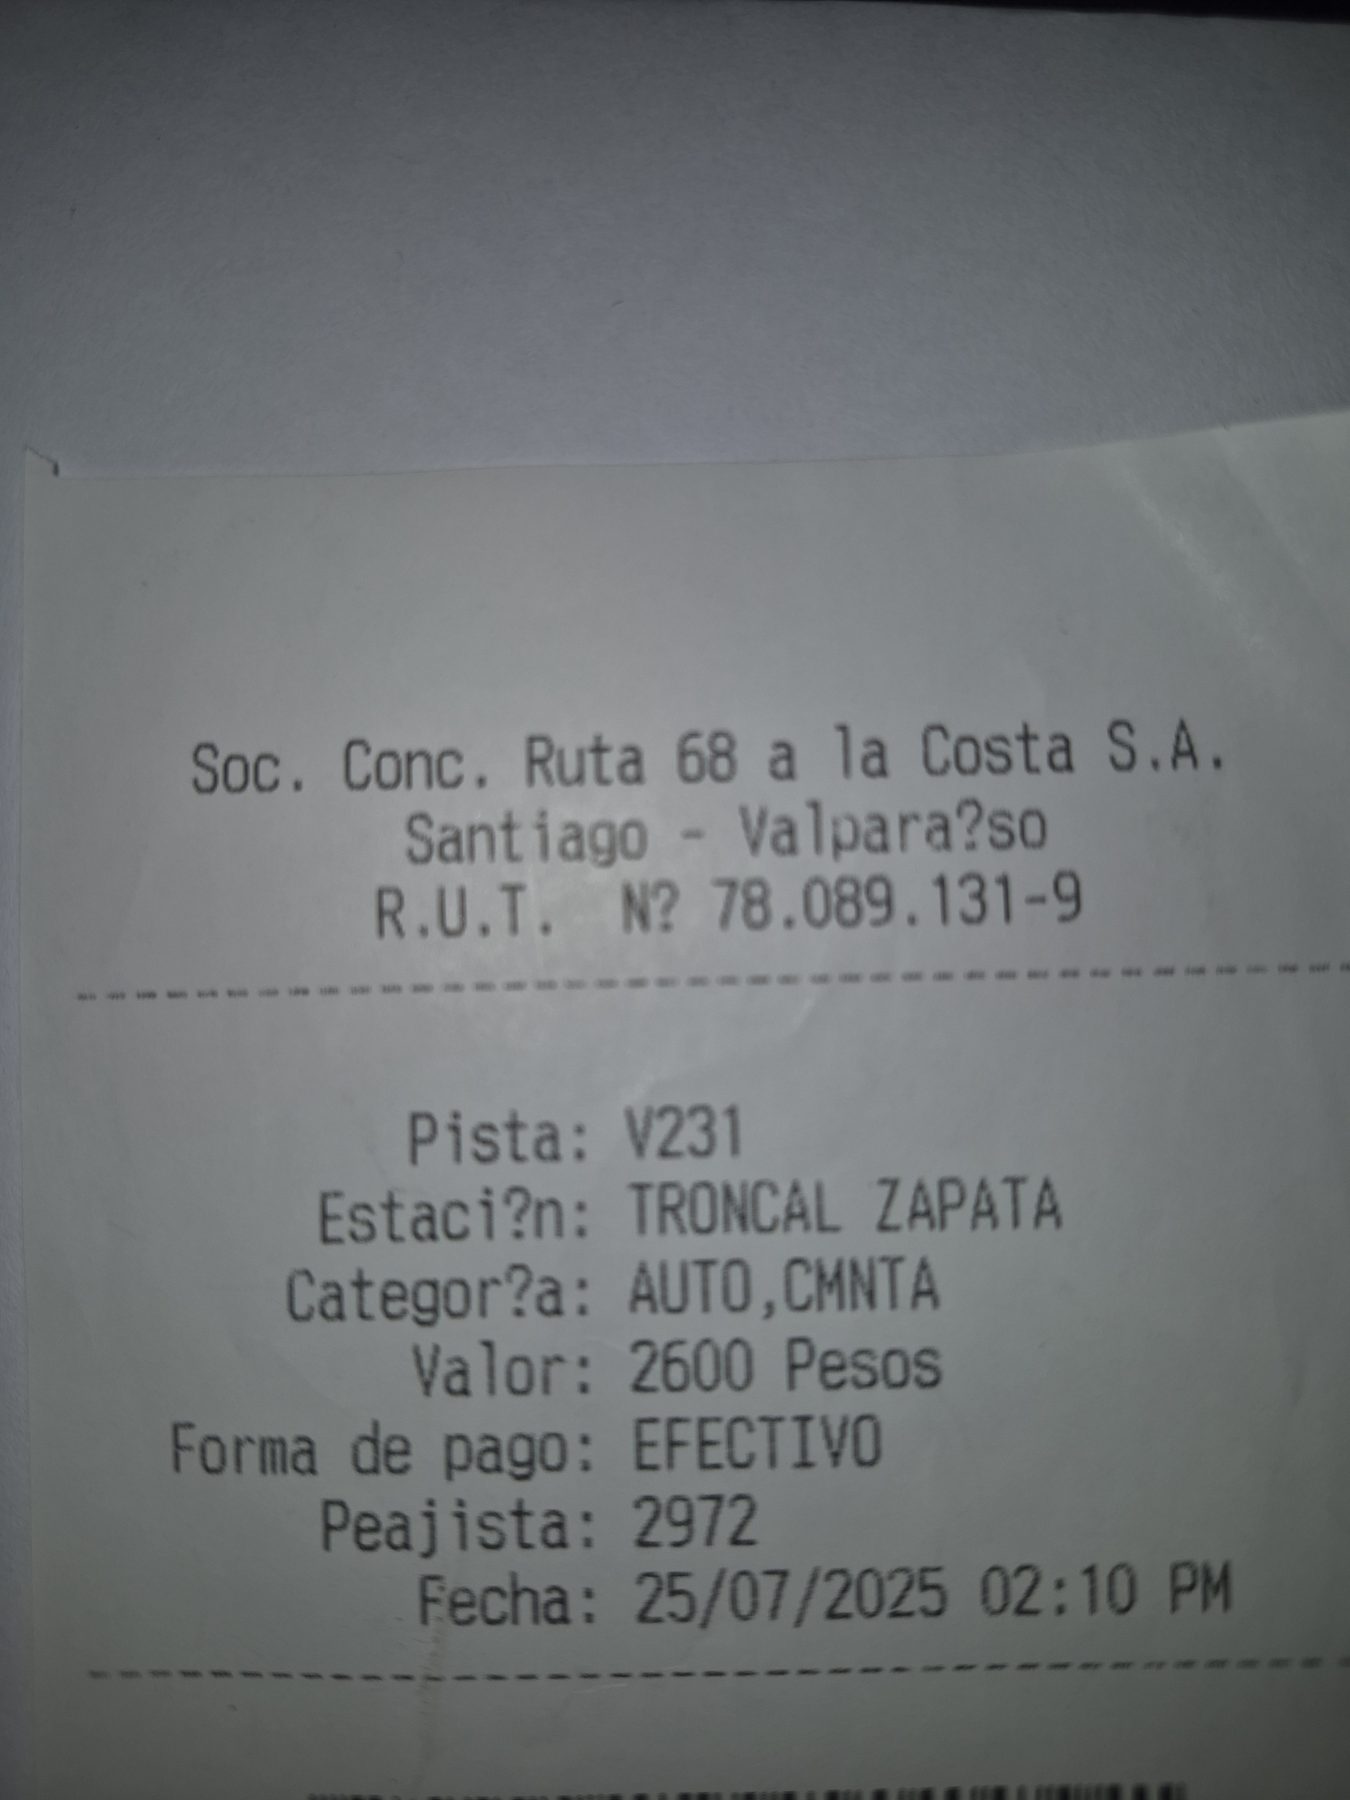 Soc. Conc. Ruta 68 a la Costa S.A.
Santiago - Valpara?so
R.U.T. N? 78.089.131-9
Pista: V231
Estaci?n: TRONCAL ZAPATA
Categor?a: AUTO,CMNTA
Valor: 2600 Pesos
Forma de pago: EFECTIVO
Peajista: 2972
Fecha: 25/07/2025 02:10 PM